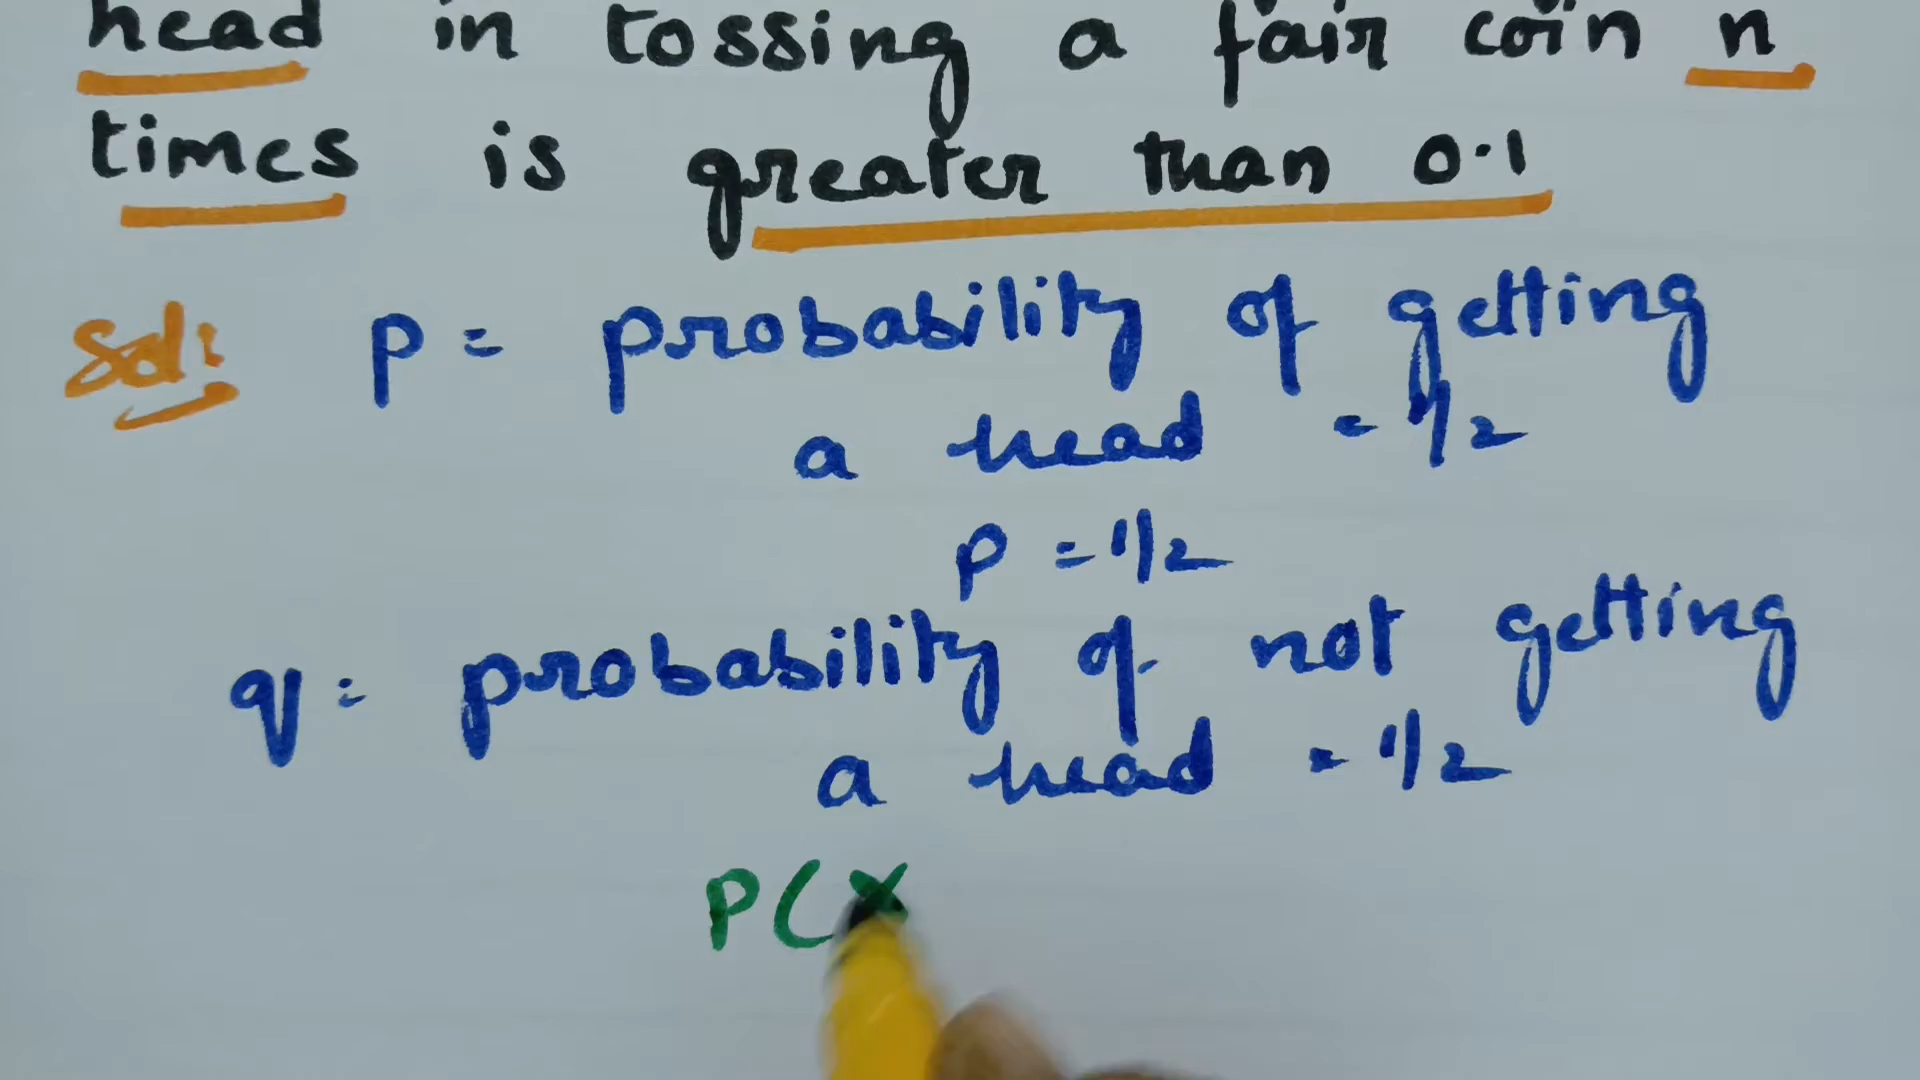 head in tossing a fair coin n
times is greater than 0.1
Sol:
p = probability of getting
a head = 1/2
p = 1/2
q = probability of not getting
a head = 1/2
P(X